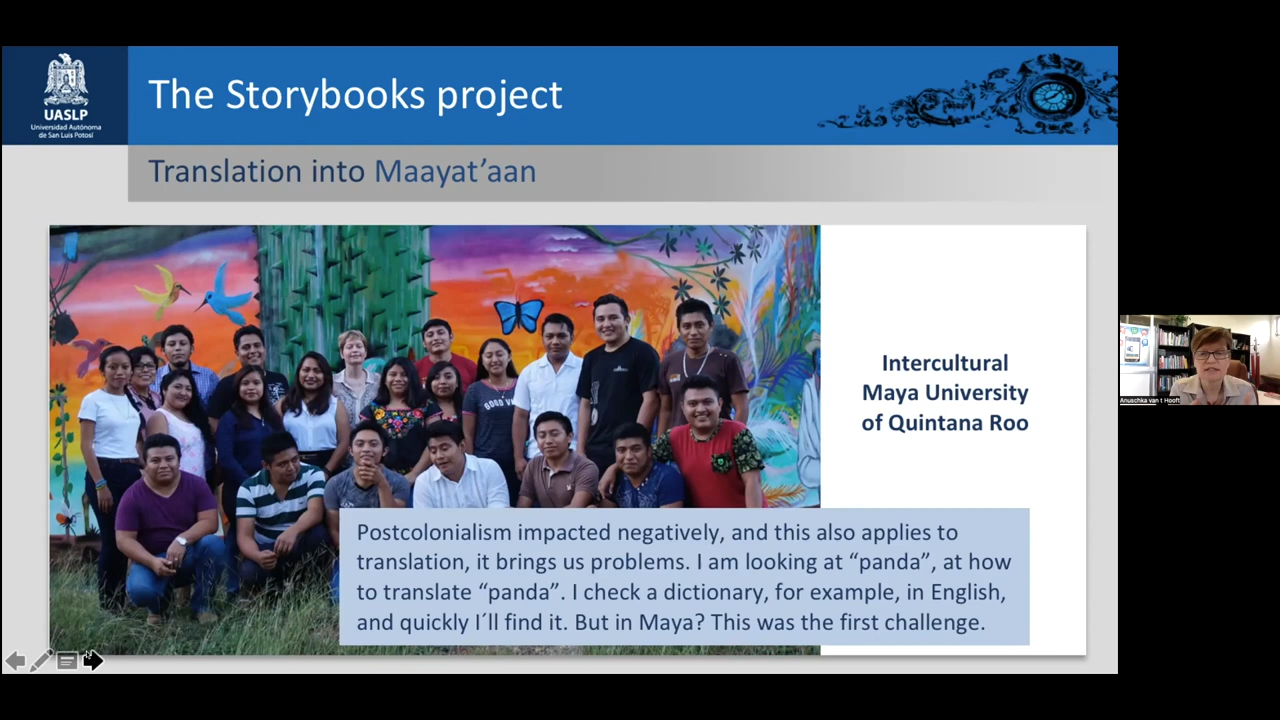 UASLP
Universidad Autónoma
de San Luis Potosí
The Storybooks project
Translation into Maayat’aan
Intercultural
Maya University
of Quintana Roo
Postcolonialism impacted negatively, and this also applies to
translation, it brings us problems. I am looking at “panda”, at how
to translate “panda”. I check a dictionary, for example, in English,
and quickly I´ll find it. But in Maya? This was the first challenge.
Anuschka van t Hooft